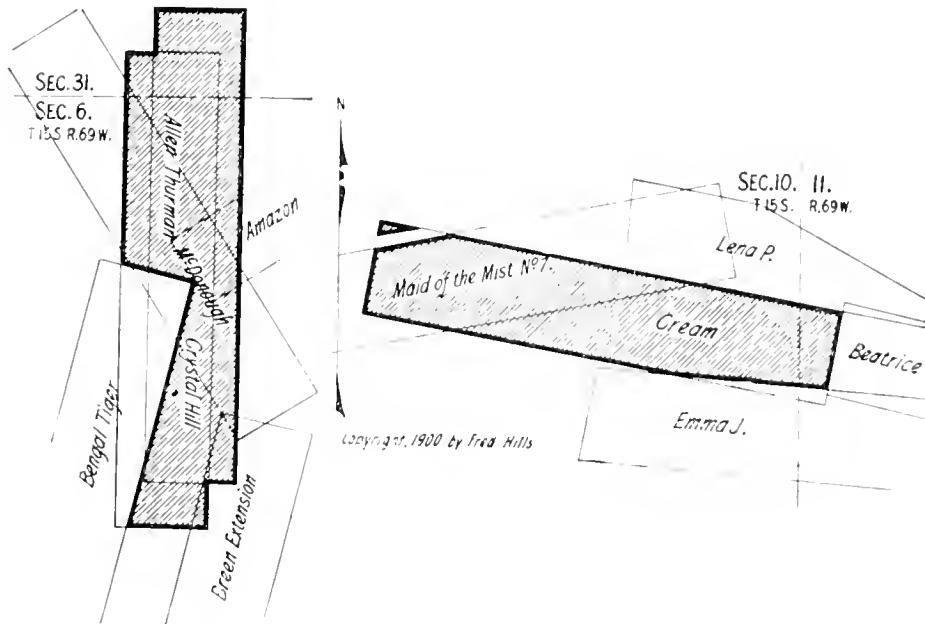 SEC. 31.
SEC. 6.
T 15 S R. 69 W.
Allen Thurman
McDonough
Amazon
Crystal Hill
Bengal Tiger
Green Extension
N
Copyright, 1900 by Fred Hills
SEC. 10. 11.
T 15 S. R. 69 W.
Lena P.
Maid of the Mist No 7.
Cream
Beatrice
Emma J.